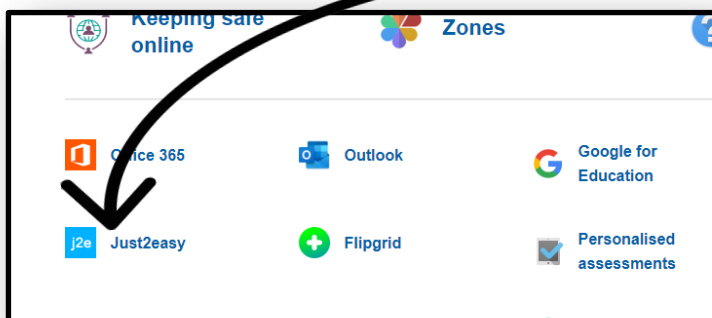 Keeping safe
online
Zones
?
Office 365
Outlook
Google for
Education
j2e
Just2easy
Flipgrid
Personalised
assessments